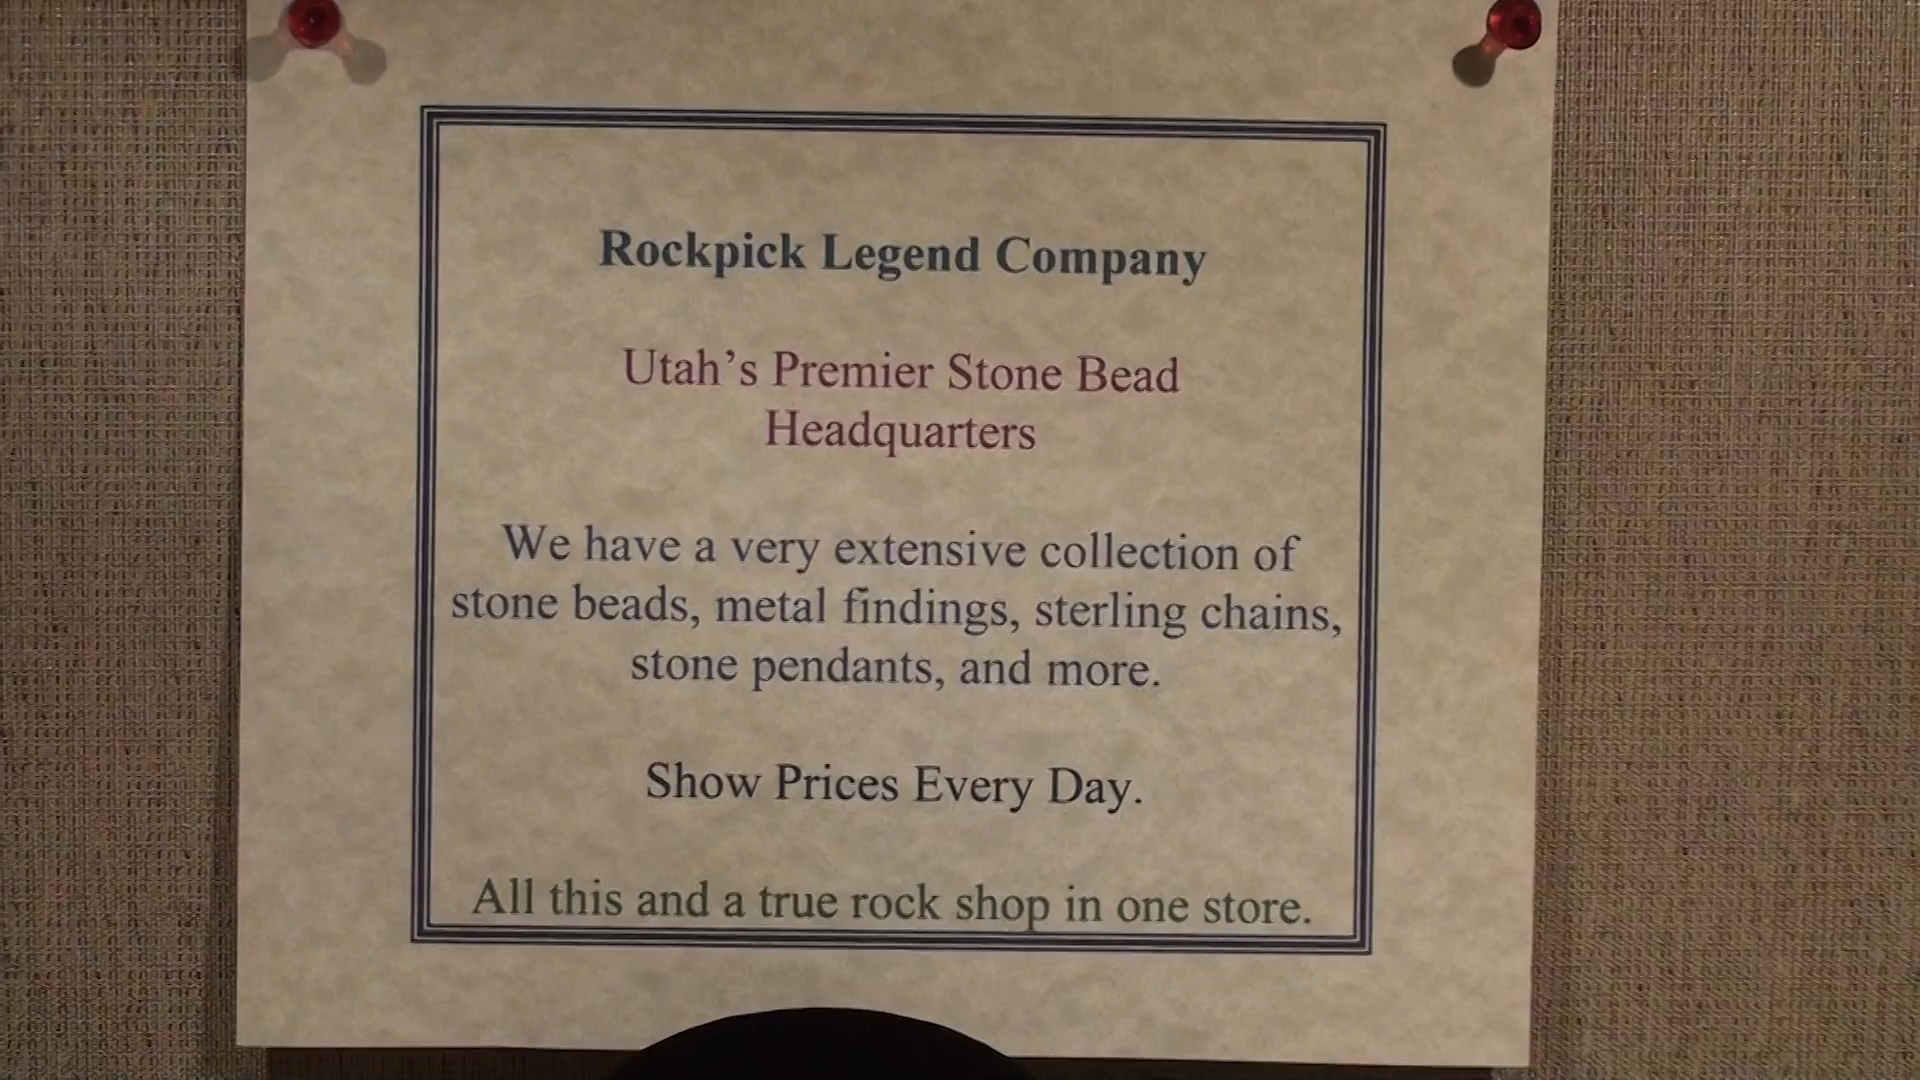 Rockpick Legend Company
Utah’s Premier Stone Bead
Headquarters
We have a very extensive collection of
stone beads, metal findings, sterling chains,
stone pendants, and more.
Show Prices Every Day.
All this and a true rock shop in one store.